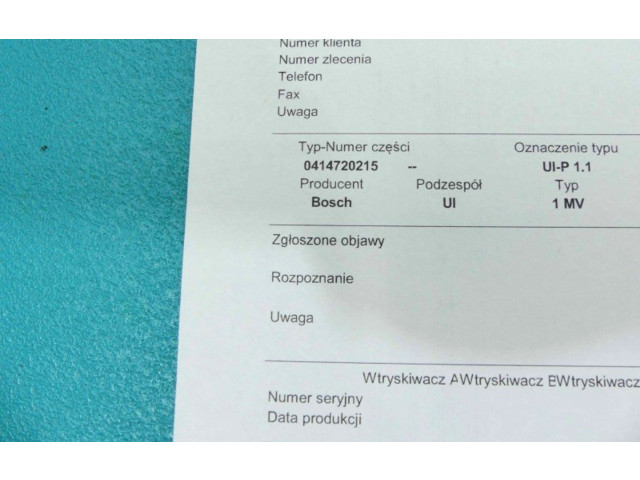 Numer klienta
Numer zlecenia
Telefon
Fax
Uwaga
Typ-Numer części Oznaczenie typu
0414720215 -- UI-P 1.1
Producent Podzespół Typ
Bosch UI 1 MV
Zgłoszone objawy
Rozpoznanie
Uwaga
Wtryskiwacz AWtryskiwacz BWtryskiwacz
Numer seryjny
Data produkcji